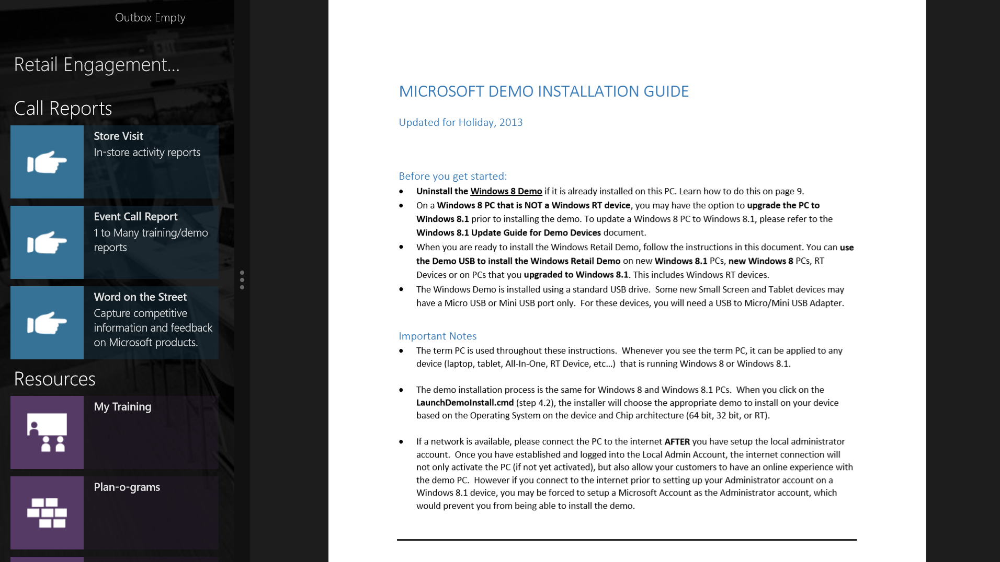 Outbox Empty
Retail Engagement...
Call Reports
Store Visit
In-store activity reports
Event Call Report
1 to Many training/demo
reports
Word on the Street
Capture competitive
information and feedback
on Microsoft products.
Resources
My Training
Plan-o-grams
MICROSOFT DEMO INSTALLATION GUIDE
Updated for Holiday, 2013
Before you get started:
• Uninstall the Windows 8 Demo if it is already installed on this PC. Learn how to do this on page 9.
• On a Windows 8 PC that is NOT a Windows RT device, you may have the option to upgrade the PC to
Windows 8.1 prior to installing the demo. To update a Windows 8 PC to Windows 8.1, please refer to the
Windows 8.1 Update Guide for Demo Devices document.
• When you are ready to install the Windows Retail Demo, follow the instructions in this document. You can use
the Demo USB to install the Windows Retail Demo on new Windows 8.1 PCs, new Windows 8 PCs, RT
Devices or on PCs that you upgraded to Windows 8.1. This includes Windows RT devices.
• The Windows Demo is installed using a standard USB drive.  Some new Small Screen and Tablet devices may
have a Micro USB or Mini USB port only.  For these devices, you will need a USB to Micro/Mini USB Adapter.
Important Notes
• The term PC is used throughout these instructions.  Whenever you see the term PC, it can be applied to any
device (laptop, tablet, All-In-One, RT Device, etc...)  that is running Windows 8 or Windows 8.1.
• The demo installation process is the same for Windows 8 and Windows 8.1 PCs.  When you click on the
LaunchDemoInstall.cmd (step 4.2), the installer will choose the appropriate demo to install on your device
based on the Operating System on the device and Chip architecture (64 bit, 32 bit, or RT).
• If a network is available, please connect the PC to the internet AFTER you have setup the local administrator
account.  Once you have established and logged into the Local Admin Account, the internet connection will
not only activate the PC (if not yet activated), but also allow your customers to have an online experience with
the demo PC.  However if you connect to the internet prior to setting up your Administrator account on a
Windows 8.1 device, you may be forced to setup a Microsoft Account as the Administrator account, which
would prevent you from being able to install the demo.